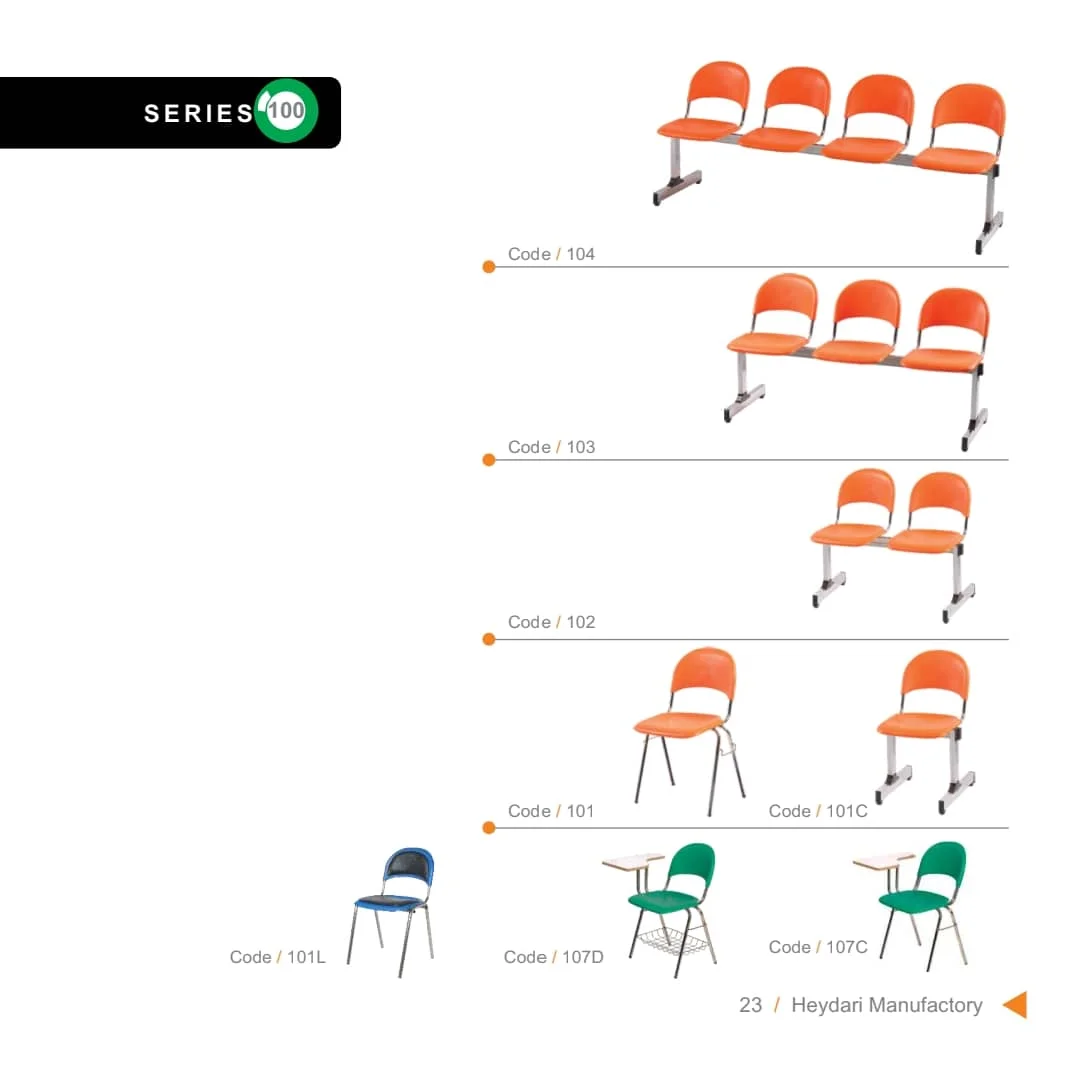 SERIES 100
Code / 104
Code / 103
Code / 102
Code / 101
Code / 101C
Code / 101L
Code / 107D
Code / 107C
23 / Heydari Manufactory